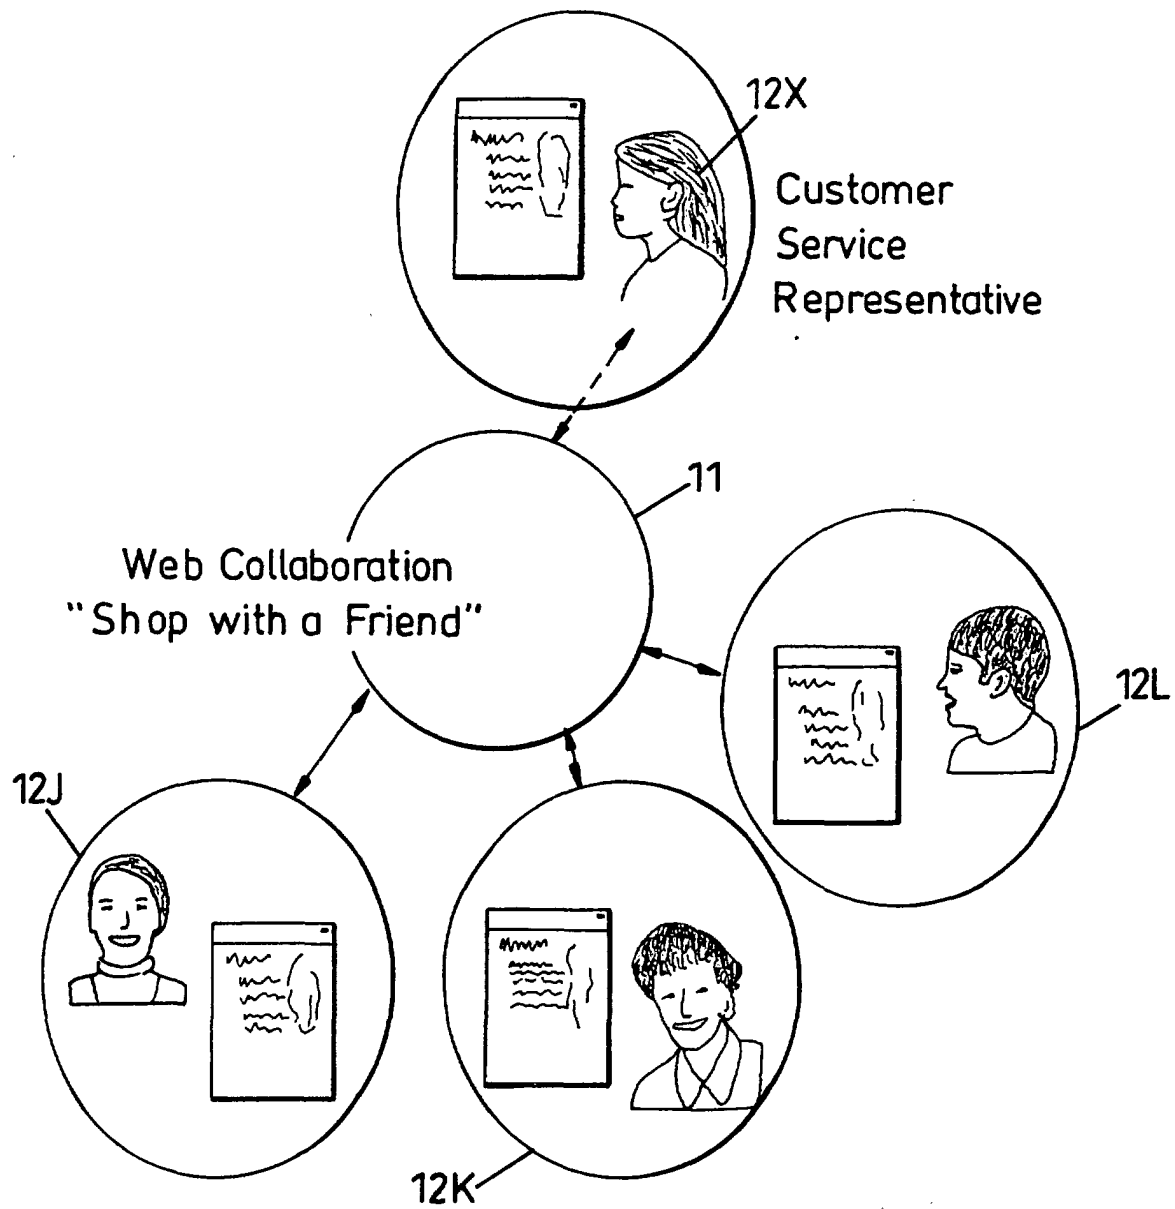 12X
Customer
Service
Representative
11
Web Collaboration
"Shop with a Friend"
12L
12J
12K